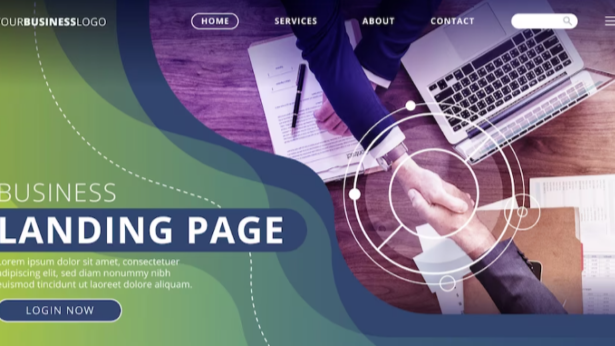 YOURBUSINESSLOGO
HOME
SERVICES
ABOUT
CONTACT
BUSINESS
LANDING PAGE
Lorem ipsum dolor sit amet, consectetuer
adipiscing elit, sed diam nonummy nibh
euismod tincidunt ut laoreet dolore aliquam.
LOGIN NOW